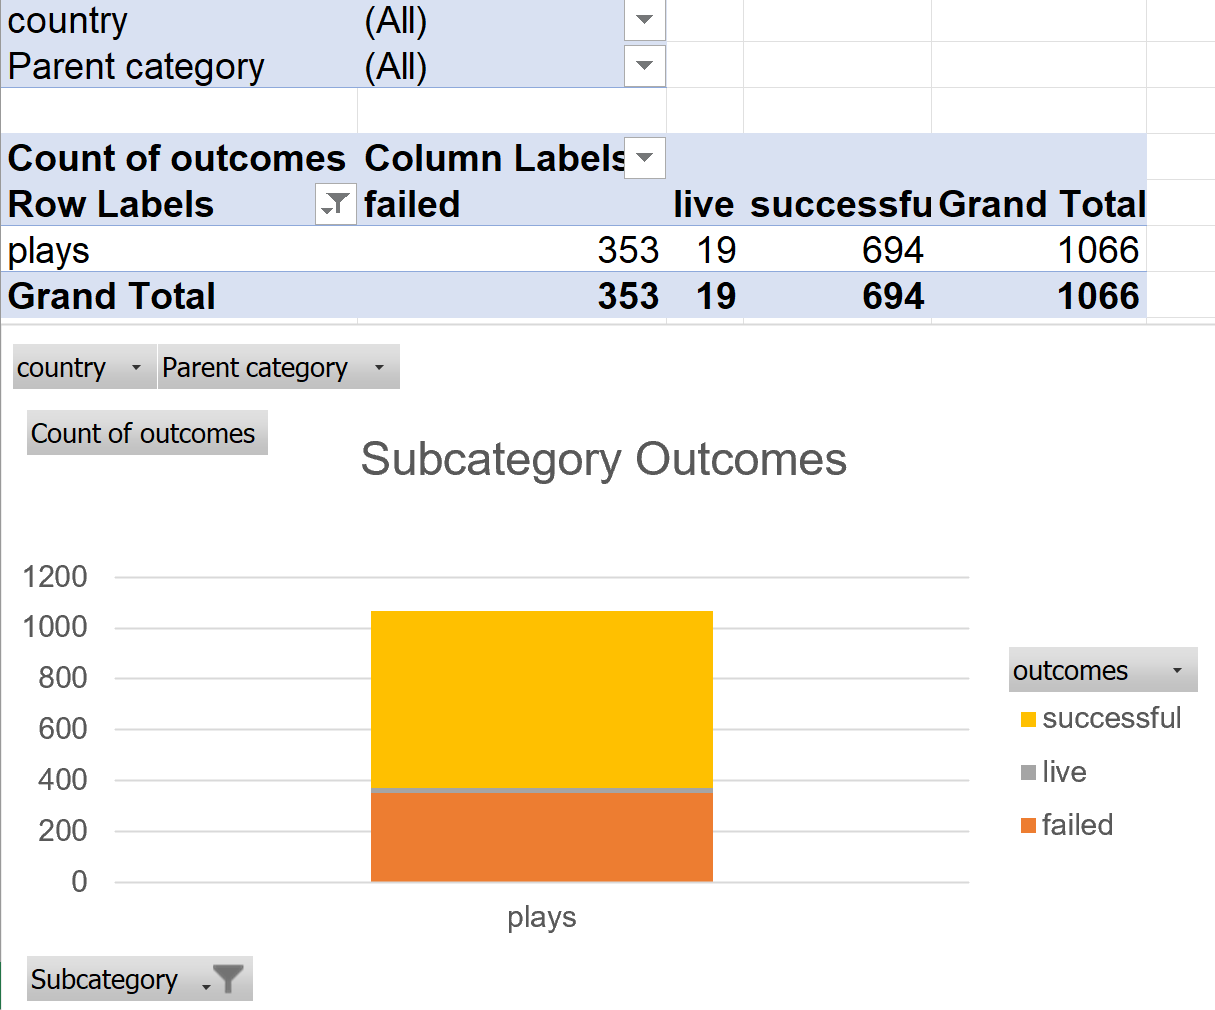 country (All)
Parent category (All)
Count of outcomes Column Labels
Row Labels failed live successfu Grand Total
plays 353 19 694 1066
Grand Total 353 19 694 1066
country Parent category
Count of outcomes
Subcategory Outcomes
1200
1000
800
600
400
200
0
plays
outcomes
successful
live
failed
Subcategory